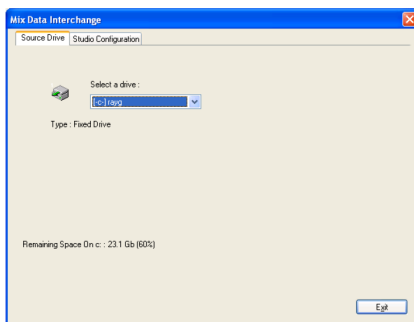 Mix Data Interchange
Source Drive
Studio Configuration
Select a drive :
[-c-] rayg
Type : Fixed Drive
Remaining Space On c: : 23.1 Gb (60%)
Exit